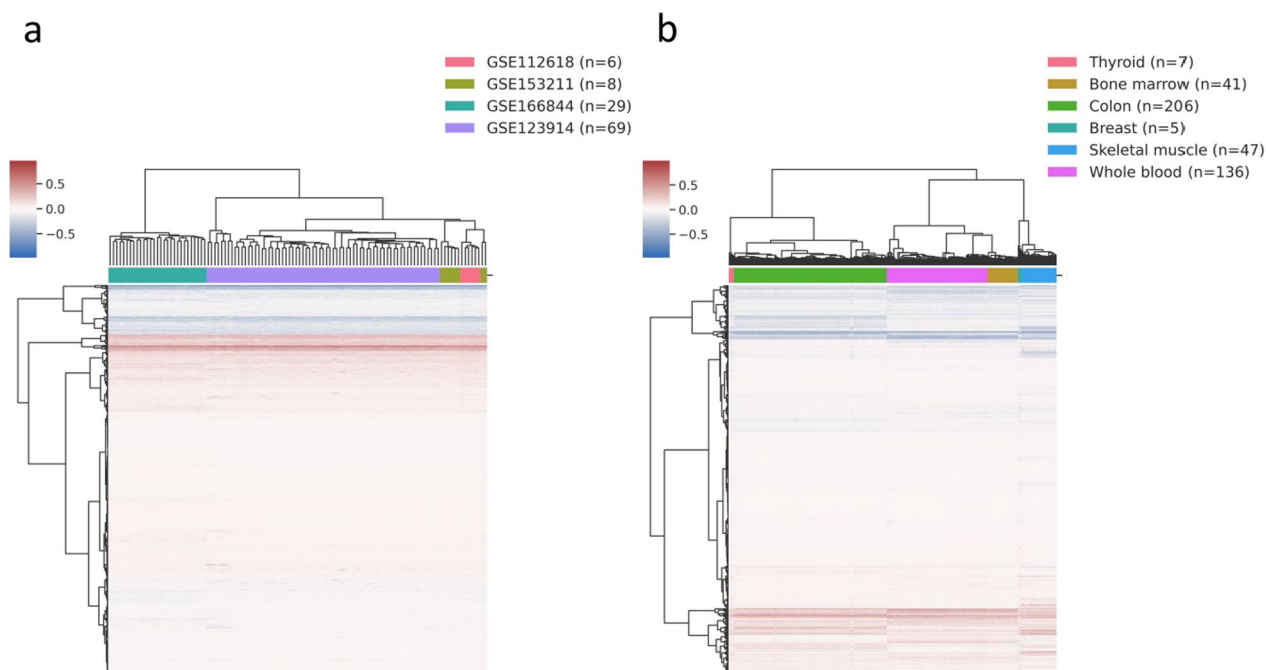 a
GSE112618 (n=6)
GSE153211 (n=8)
GSE166844 (n=29)
GSE123914 (n=69)
0.5
0.0
−0.5
b
Thyroid (n=7)
Bone marrow (n=41)
Colon (n=206)
Breast (n=5)
Skeletal muscle (n=47)
Whole blood (n=136)
0.5
0.0
−0.5